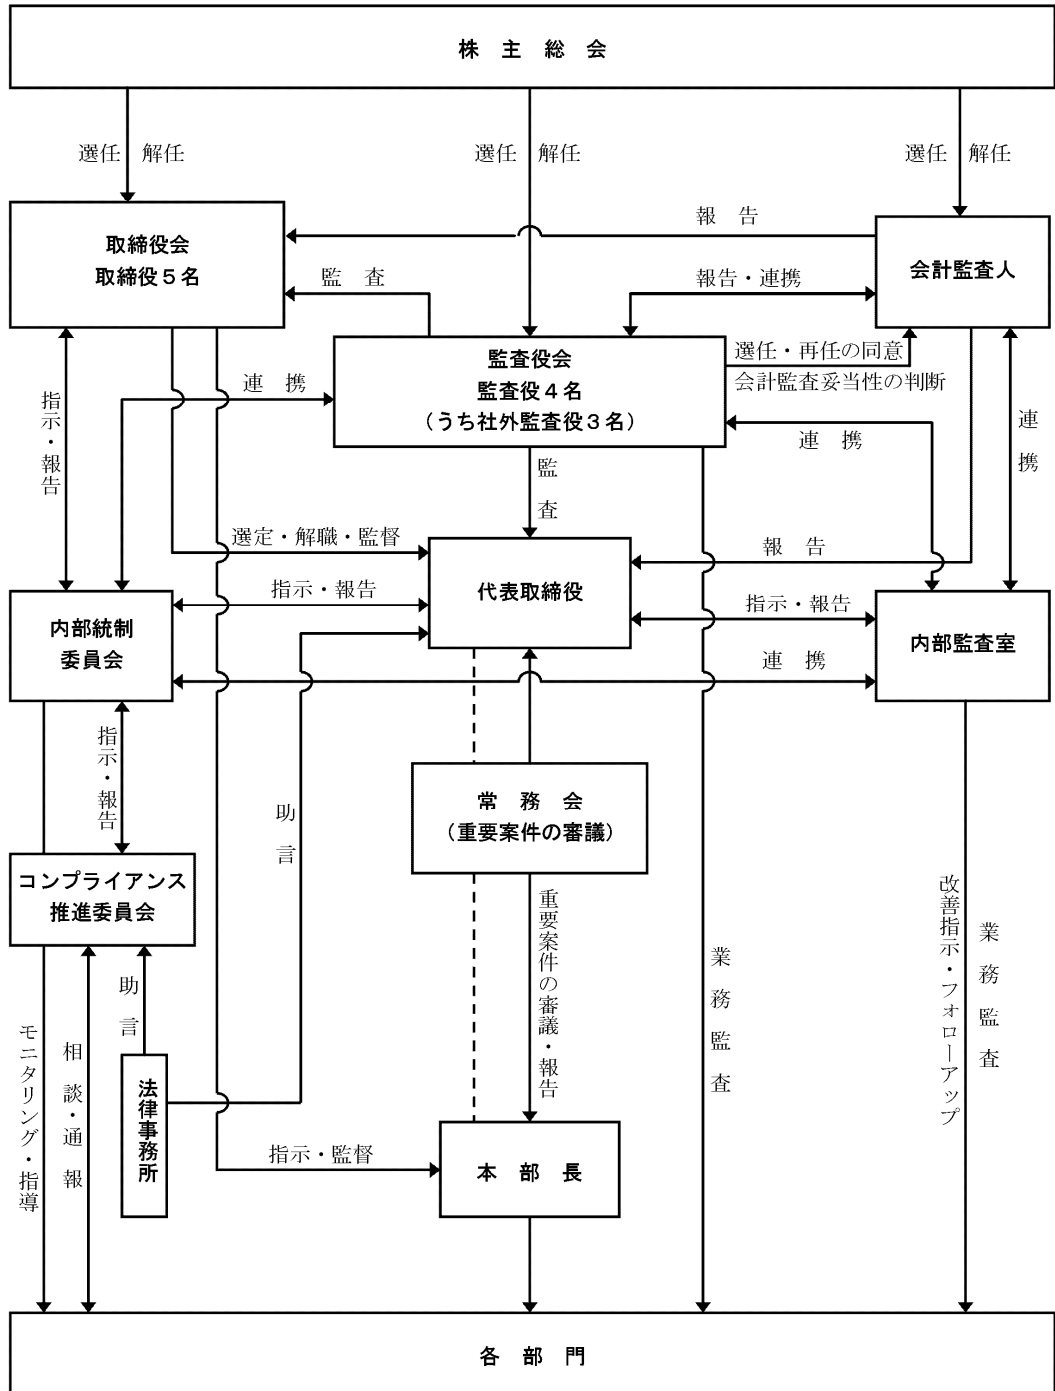 株 主 総 会
選任 解任
選任 解任
選任 解任
取締役会
取締役５名
報 告
会計監査人
監 査
報告・連携
監査役会
監査役４名
（うち社外監査役３名）
選任・再任の同意
会計監査妥当性の判断
連 携
指示・報告
連 携
連 携
監 査
選定・解職・監督
報 告
代表取締役
指示・報告
指示・報告
内部統制
委員会
内部監査室
連 携
指示・報告
常 務 会
（重要案件の審議）
助 言
コンプライアンス
推進委員会
重要案件の審議・報告
改善指示・フォローアップ
業 務 監 査
業 務 監 査
助 言
モニタリング・指導
相 談・通 報
法律事務所
指示・監督
本 部 長
各 部 門